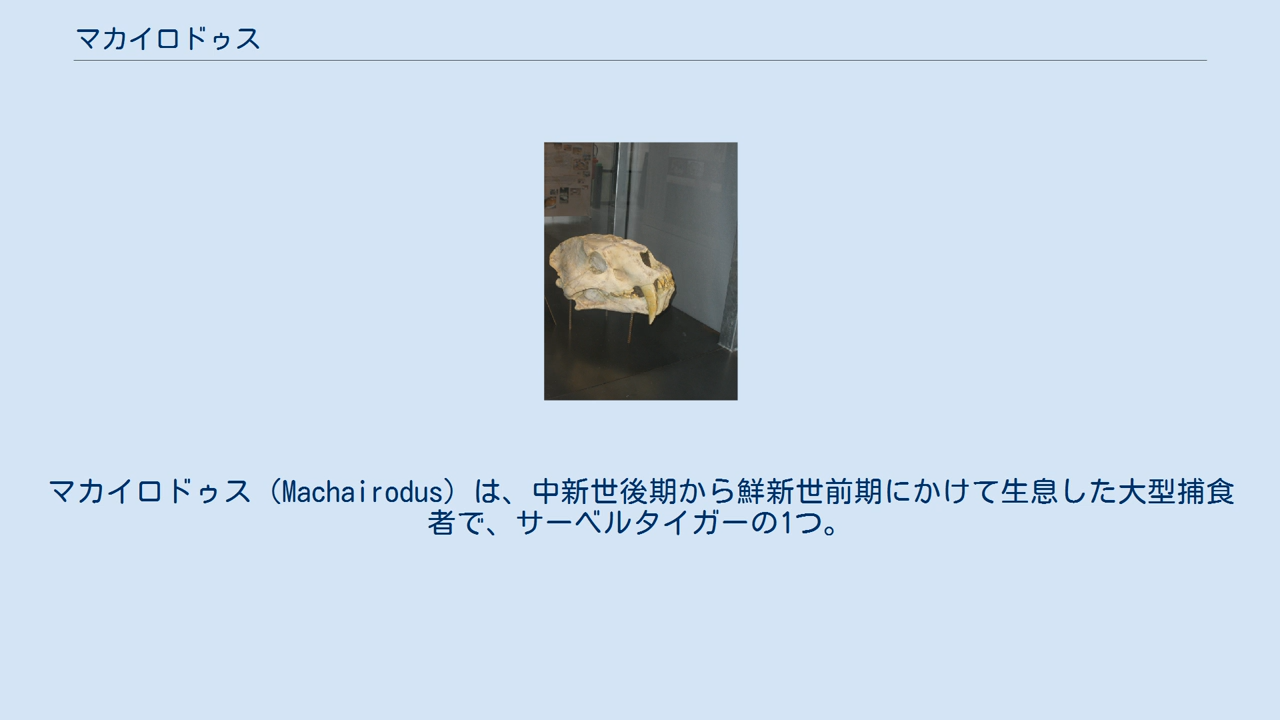 マカイロドゥス
マカイロドゥス（Machairodus）は、中新世後期から鮮新世前期にかけて生息した大型捕食
者で、サーベルタイガーの1つ。